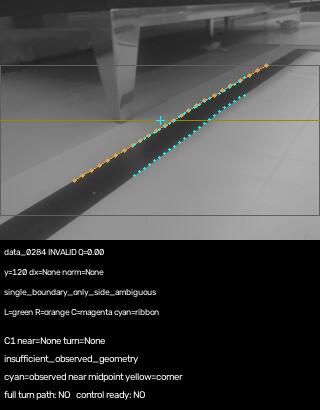 data_0284 INVALID Q=0.00
y=120 dx=None norm=None
single_boundary_only_side_ambiguous
L=green R=orange C=magenta cyan=ribbon
C1 near=None turn=None
insufficient_observed_geometry
cyan=observed near midpoint yellow=corner
full turn path: NO control ready: NO